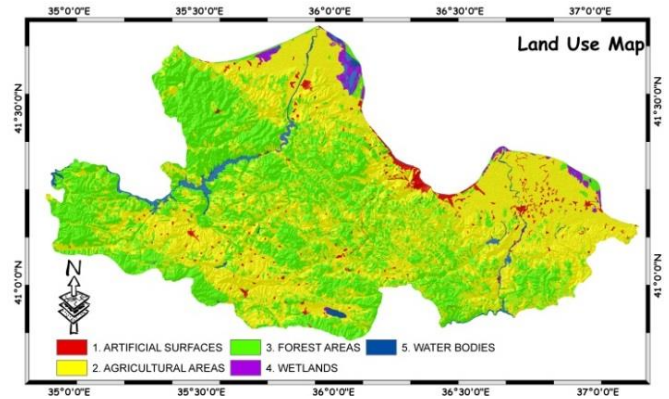 35°0'0"E 35°30'0"E 36°0'0"E 36°30'0"E 37°0'0"E
Land Use Map
41°30'0"N 41°30'0"N
41°0'0"N 41°0'0"N
N
1. ARTIFICIAL SURFACES 3. FOREST AREAS 5. WATER BODIES
2. AGRICULTURAL AREAS 4. WETLANDS
35°0'0"E 35°30'0"E 36°0'0"E 36°30'0"E 37°0'0"E